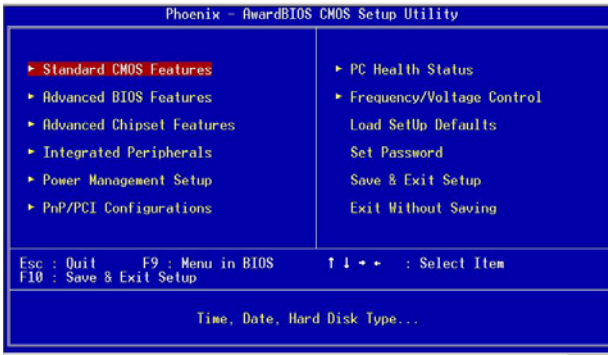 Phoenix - AwardBIOS CMOS Setup Utility
► Standard CMOS Features
► Advanced BIOS Features
► Advanced Chipset Features
► Integrated Peripherals
► Power Management Setup
► PnP/PCI Configurations
► PC Health Status
► Frequency/Voltage Control
Load SetUp Defaults
Set Password
Save & Exit Setup
Exit Without Saving
Esc : Quit F9 : Menu in BIOS ↑ ↓ → ← : Select Item
F10 : Save & Exit Setup
Time, Date, Hard Disk Type...